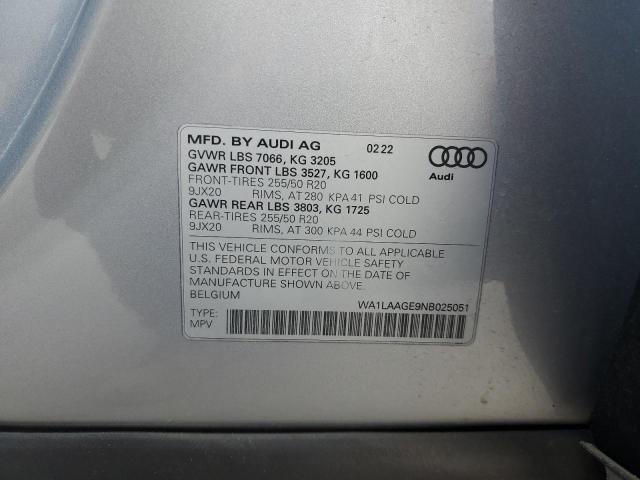 MFD. BY AUDI AG 02 22
GVWR LBS 7066, KG 3205
GAWR FRONT LBS 3527, KG 1600
FRONT-TIRES 255/50 R20
9JX20 RIMS, AT 280 KPA 41 PSI COLD
GAWR REAR LBS 3803, KG 1725
REAR-TIRES 255/50 R20
9JX20 RIMS, AT 300 KPA 44 PSI COLD
Audi
THIS VEHICLE CONFORMS TO ALL APPLICABLE
U.S. FEDERAL MOTOR VEHICLE SAFETY
STANDARDS IN EFFECT ON THE DATE OF
MANUFACTURE SHOWN ABOVE.
BELGIUM
WA1LAAGE9NB025051
TYPE:
MPV